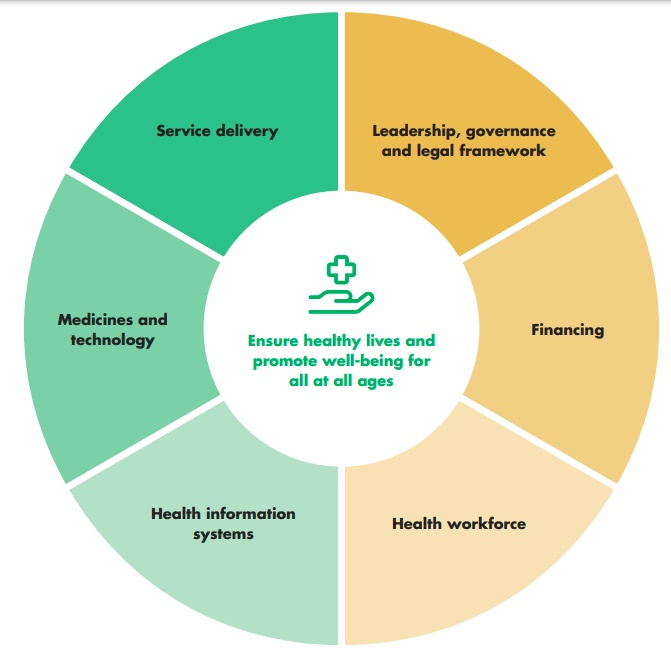 Service delivery
Leadership, governance
and legal framework
Medicines and
technology
Ensure healthy lives and
promote well-being for
all at all ages
Financing
Health information
systems
Health workforce